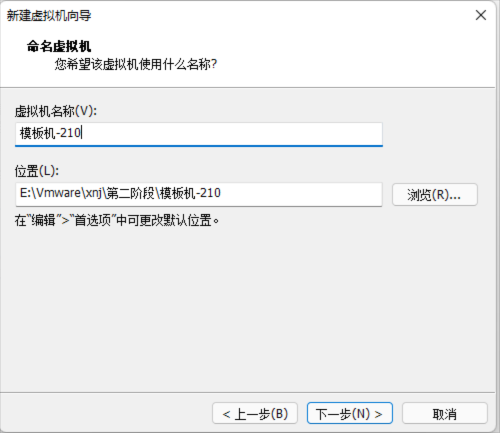 新建虚拟机向导
命名虚拟机
您希望该虚拟机使用什么名称?
虚拟机名称(V):
模板机-210
位置(L):
E:\Vmware\xnj\第二阶段\模板机-210
浏览(R)...
在"编辑">"首选项"中可更改默认位置。
< 上一步(B)
下一步(N) >
取消